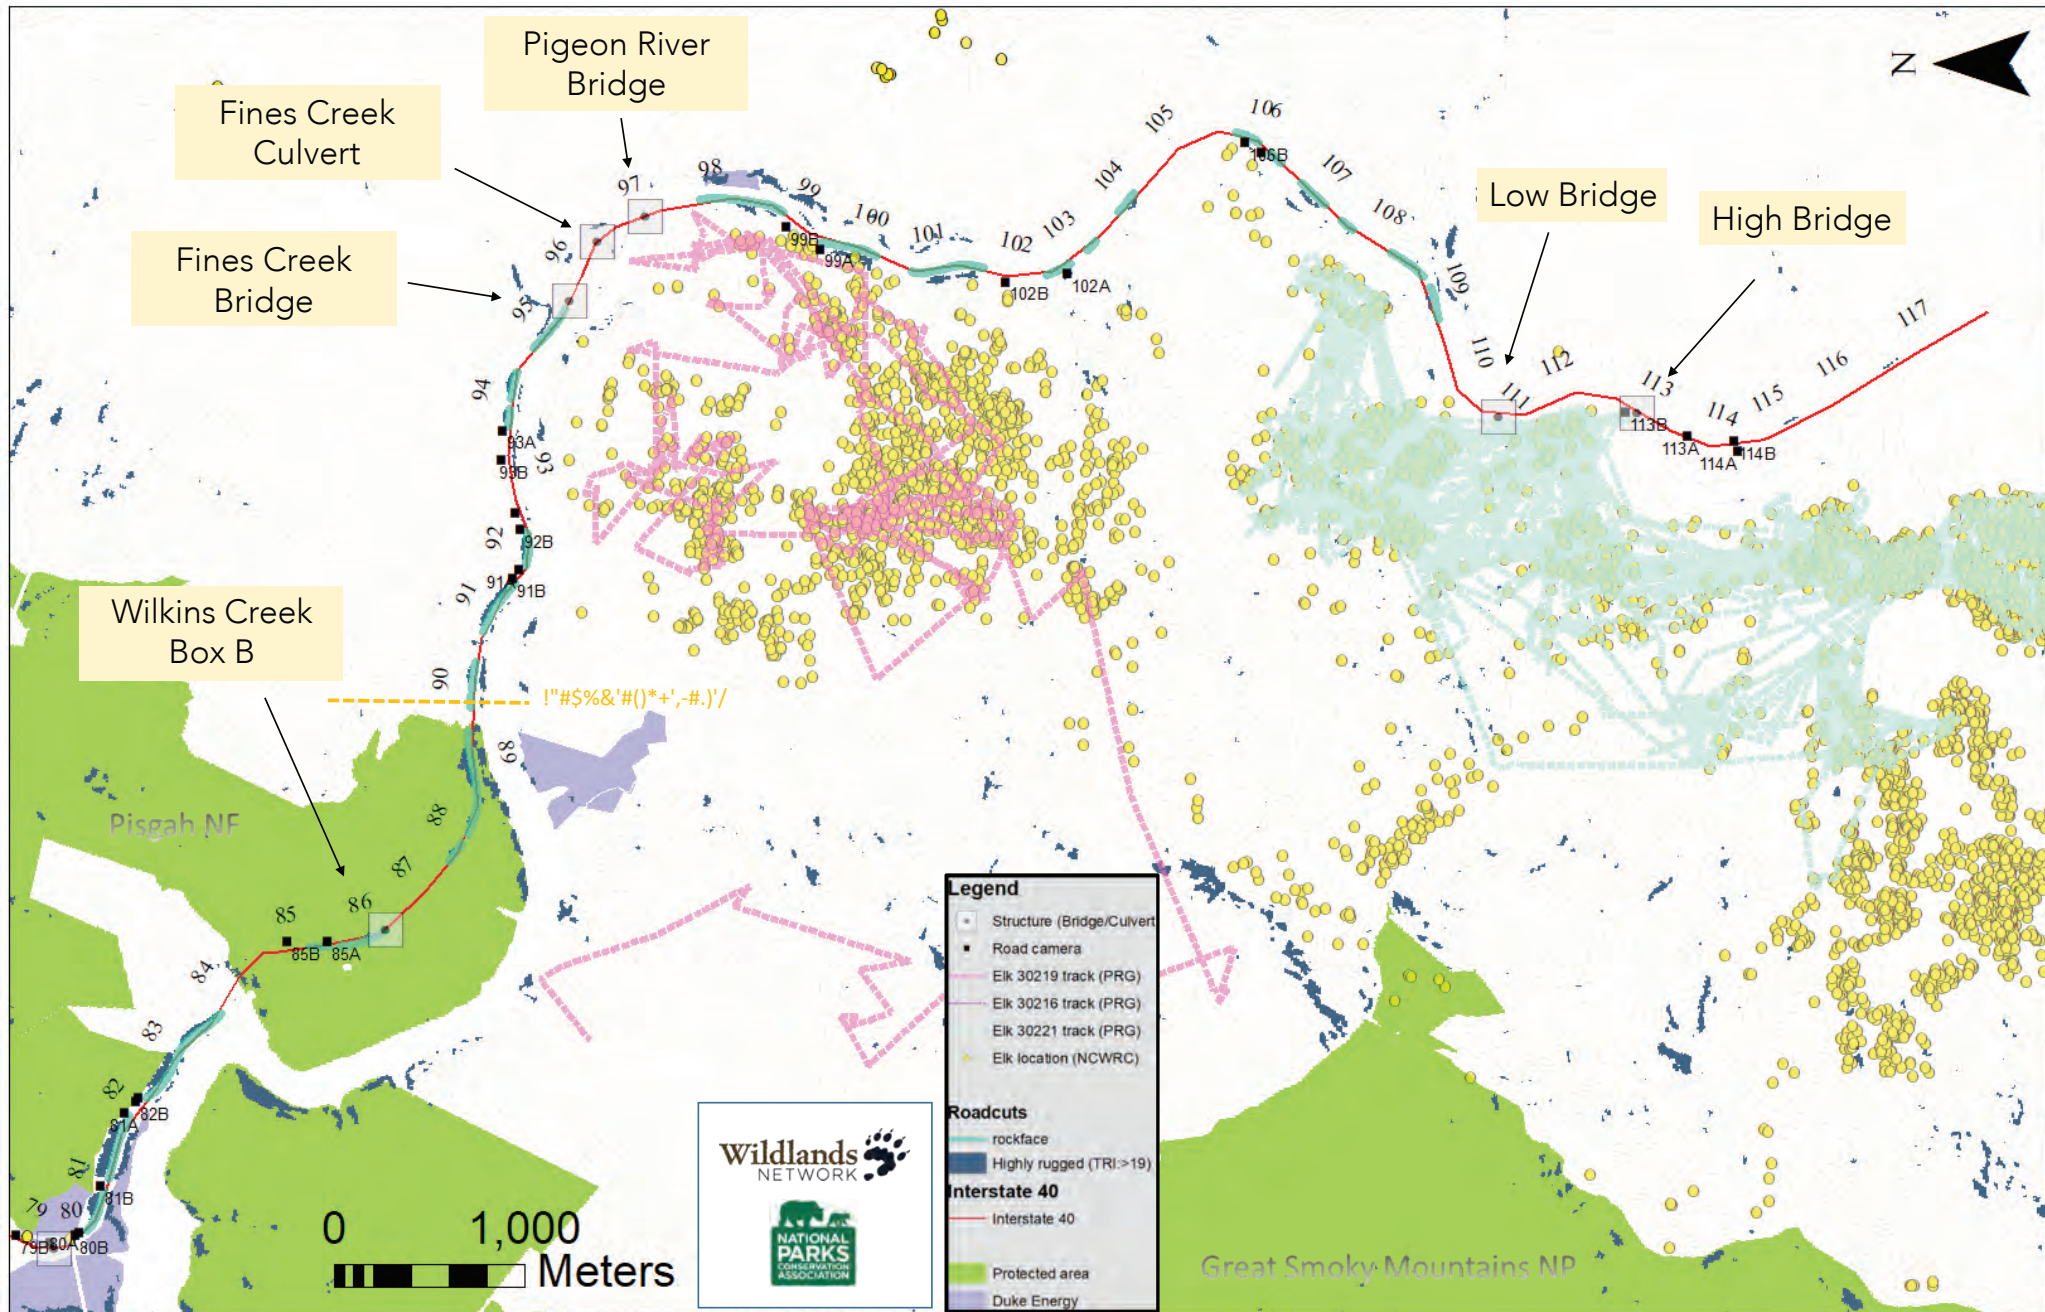 Pigeon River
Bridge
Fines Creek
Culvert
Fines Creek
Bridge
Wilkins Creek
Box B
Low Bridge
High Bridge
N
106
105
106B
107
104
108
103
102
102A
102B
101
100
99
99B
99A
98
97
96
95
94
93A
93
93B
92
92B
91A
91B
91
90
!"#$%&'#()*+',-#.)'/
89
88
87
86
85
85B
85A
84
83
82
82B
81A
81
81B
80
79
79B
80A
80B
109
110
111
112
113
113B
113A
114
114A
114B
115
116
117
Pisgah NF
Great Smoky Mountains NP
0 1,000
Meters
Wildlands
NETWORK
NATIONAL
PARKS
CONSERVATION
ASSOCIATION
Legend
Structure (Bridge/Culvert
Road camera
Elk 30219 track (PRG)
Elk 30216 track (PRG)
Elk 30221 track (PRG)
Elk location (NCWRC)
Roadcuts
rockface
Highly rugged (TRI:>19)
Interstate 40
Interstate 40
Protected area
Duke Energy